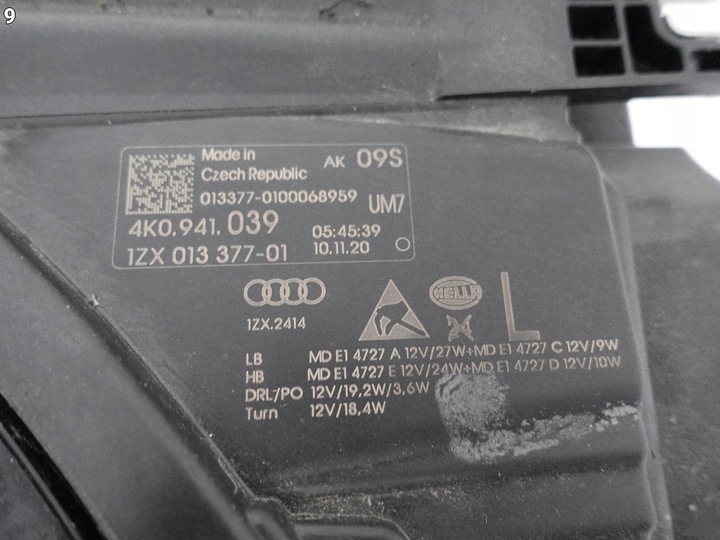 9
Made in
Czech Republic
AK 09S
013377-0100068959
UM7
4K0.941.039
05:45:39
1ZX 013 377-01
10.11.20
HELLA
L
1ZX.2414
LB MD E1 4727 A 12V/27W+MD E1 4727 C 12V/9W
HB MD E1 4727 E 12V/24W+MD E1 4727 D 12V/10W
DRL/PO 12V/19,2W/3,6W
Turn 12V/18,4W